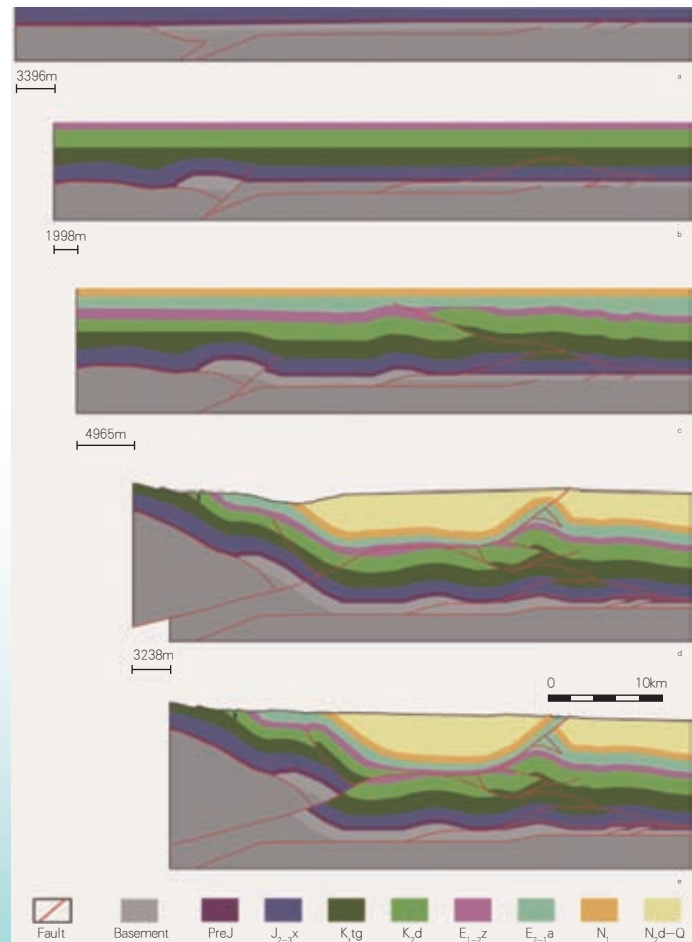 3396m
a
b
1998m
c
4965m
d
3238m
0 10km
e
Fault Basement PreJ J₂₋₃x K₁tg K₂d E₁₋₂z E₂₋₃a N₁ N₂d–Q